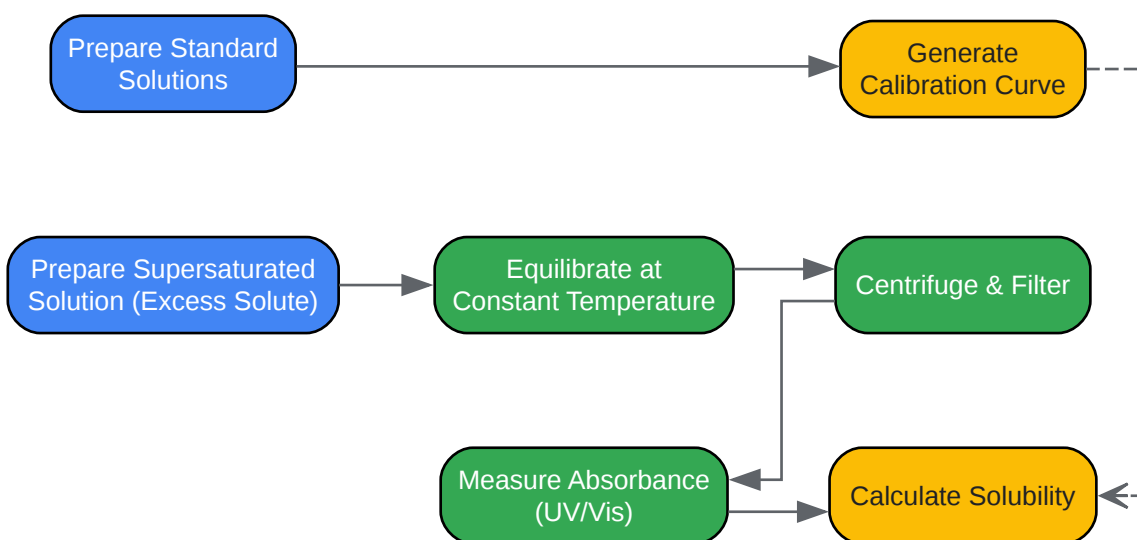 Prepare Standard
Solutions
Generate
Calibration Curve
Prepare Supersaturated
Solution (Excess Solute)
Equilibrate at
Constant Temperature
Centrifuge & Filter
Measure Absorbance
(UV/Vis)
Calculate Solubility